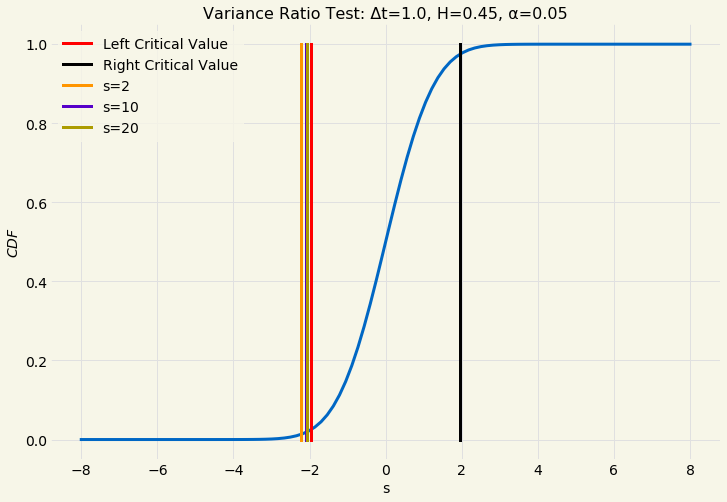 Variance Ratio Test: Δt=1.0, H=0.45, α=0.05
Left Critical Value
Right Critical Value
s=2
s=10
s=20
1.0
0.8
0.6
0.4
0.2
0.0
CDF
−8 −6 −4 −2 0 2 4 6 8
s